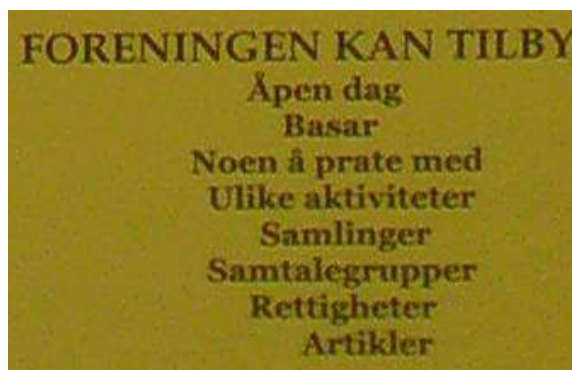 FORENINGEN KAN TILBY
Åpen dag
Basar
Noen å prate med
Ulike aktiviteter
Samlinger
Samtalegrupper
Rettigheter
Artikler